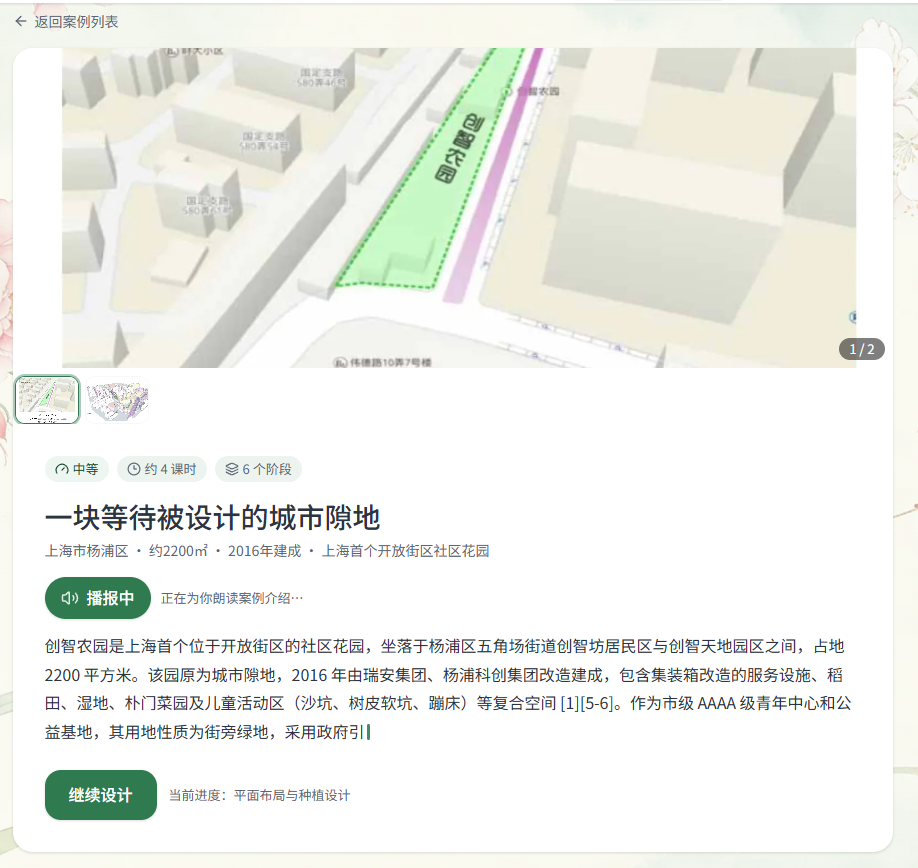 返回案例列表
财大小区
国定支路
580弄46号
创智农园
国定支路
580弄54号
创智农园
国定支路
580弄61号
伟德路10弄7号楼
1 / 2
中等
约 4 课时
6 个阶段
一块等待被设计的城市隙地
上海市杨浦区 · 约2200㎡ · 2016年建成 · 上海首个开放街区社区花园
播报中
正在为你朗读案例介绍…
创智农园是上海首个位于开放街区的社区花园，坐落于杨浦区五角场街道创智坊居民区与创智天地园区之间，占地
2200 平方米。该园原为城市隙地，2016 年由瑞安集团、杨浦科创集团改造建成，包含集装箱改造的服务设施、稻
田、湿地、朴门菜园及儿童活动区（沙坑、树皮软坑、蹦床）等复合空间 [1][5-6]。作为市级 AAAA 级青年中心和公
益基地，其用地性质为街旁绿地，采用政府引
继续设计
当前进度：平面布局与种植设计